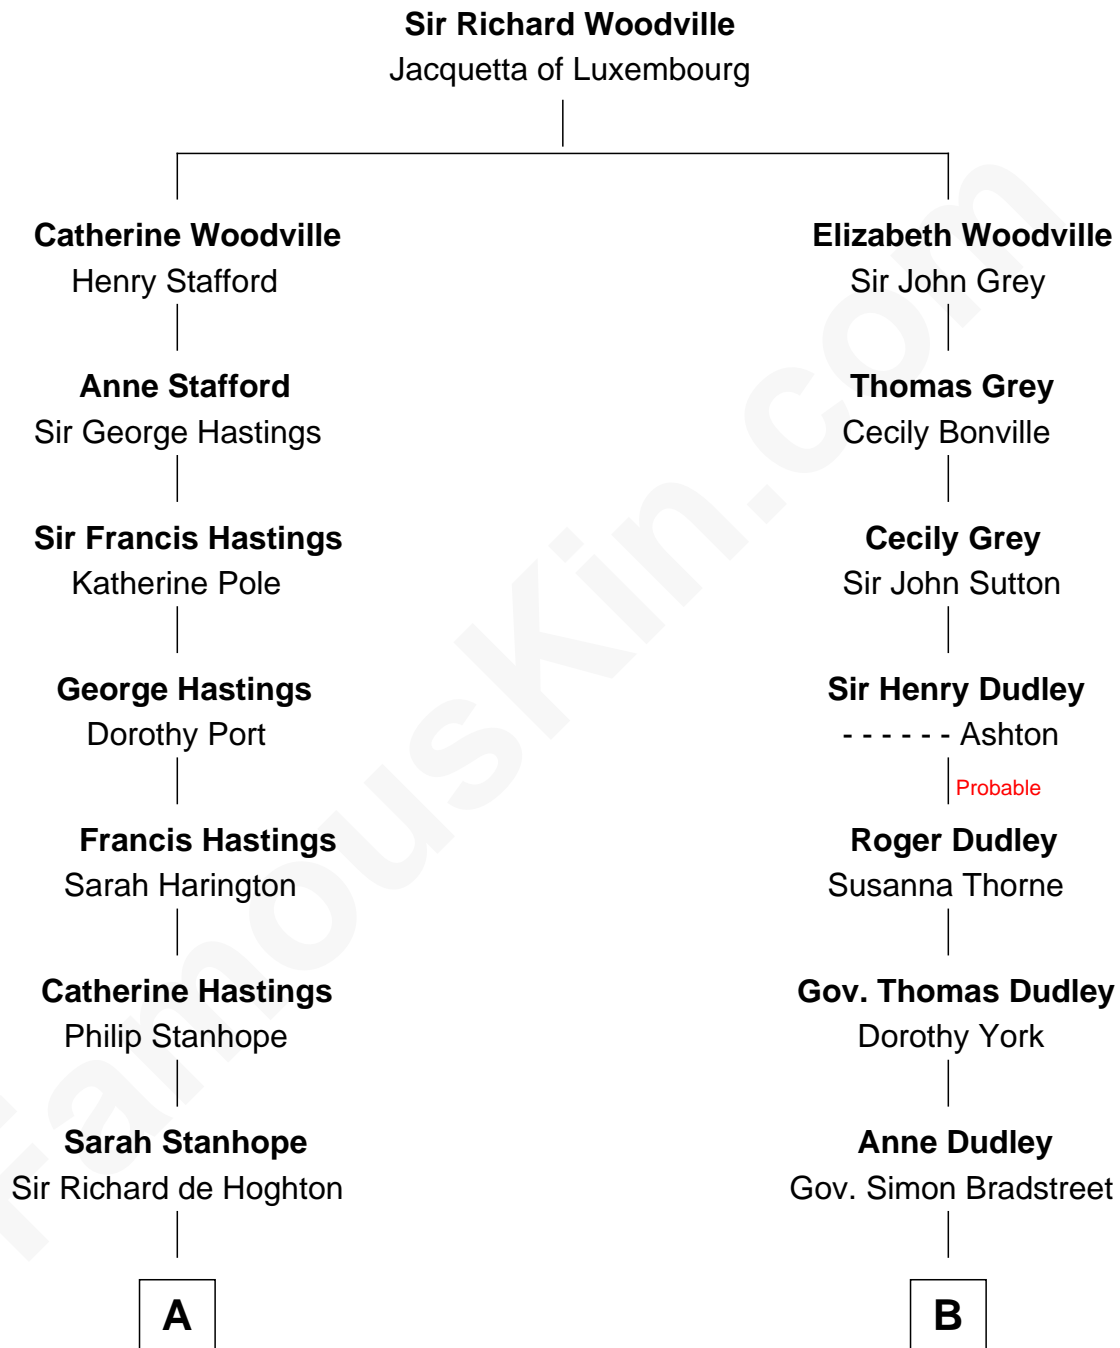 Sir Richard Woodville
Jacquetta of Luxembourg
Catherine Woodville
Henry Stafford
Elizabeth Woodville
Sir John Grey
Anne Stafford
Sir George Hastings
Thomas Grey
Cecily Bonville
Sir Francis Hastings
Katherine Pole
Cecily Grey
Sir John Sutton
George Hastings
Dorothy Port
Sir Henry Dudley
- - - - - - Ashton
Probable
Francis Hastings
Sarah Harington
Roger Dudley
Susanna Thorne
Catherine Hastings
Philip Stanhope
Gov. Thomas Dudley
Dorothy York
Sarah Stanhope
Sir Richard de Hoghton
Anne Dudley
Gov. Simon Bradstreet
A
B
FamousKin.com